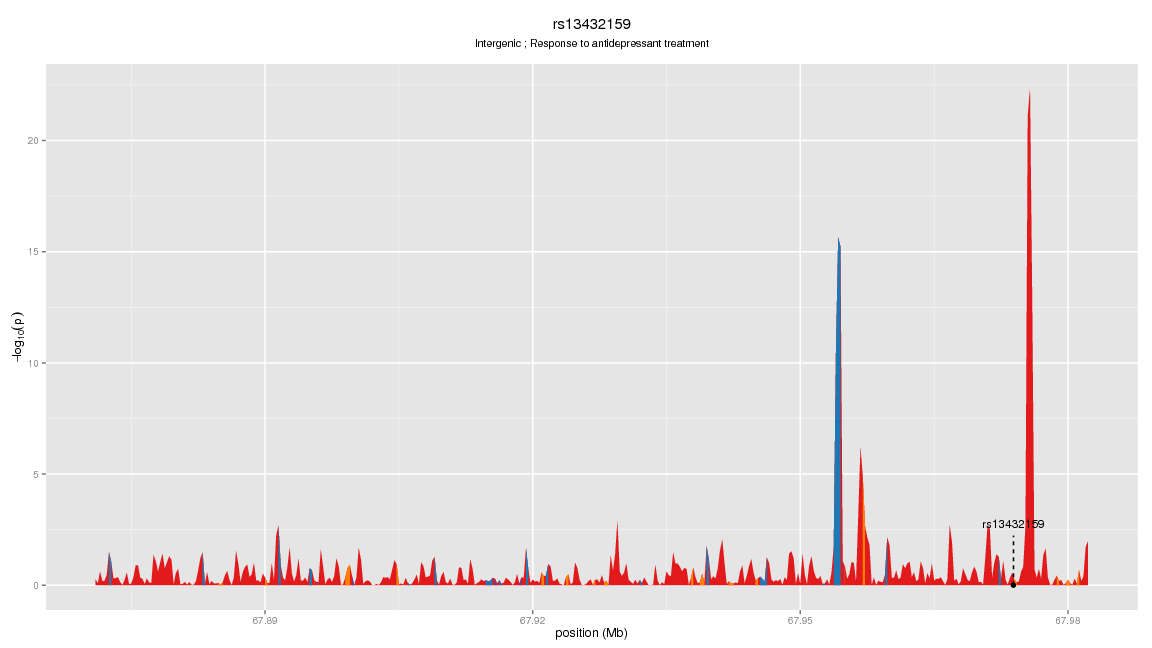 rs13432159
Intergenic ; Response to antidepressant treatment
20
15
10
5
0
−log10(p)
rs13432159
67.89
67.92
67.95
67.98
position (Mb)